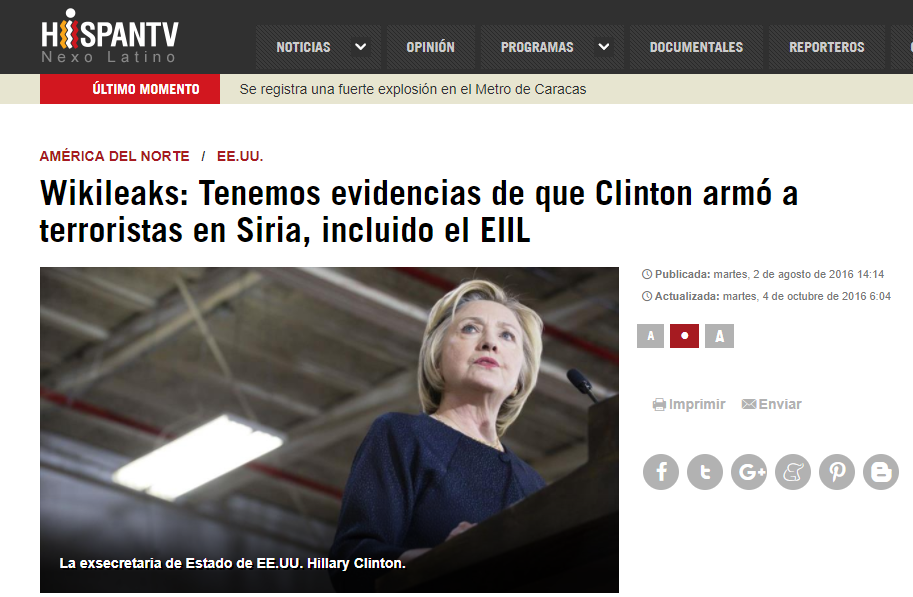 HISPANTV
Nexo Latino
NOTICIAS
OPINIÓN
PROGRAMAS
DOCUMENTALES
REPORTEROS
ÚLTIMO MOMENTO
Se registra una fuerte explosión en el Metro de Caracas
AMÉRICA DEL NORTE / EE.UU.
Wikileaks: Tenemos evidencias de que Clinton armó a
terroristas en Siria, incluido el EIIL
Publicada: martes, 2 de agosto de 2016 14:14
Actualizada: martes, 4 de octubre de 2016 6:04
A A
Imprimir Enviar
La exsecretaria de Estado de EE.UU. Hillary Clinton.